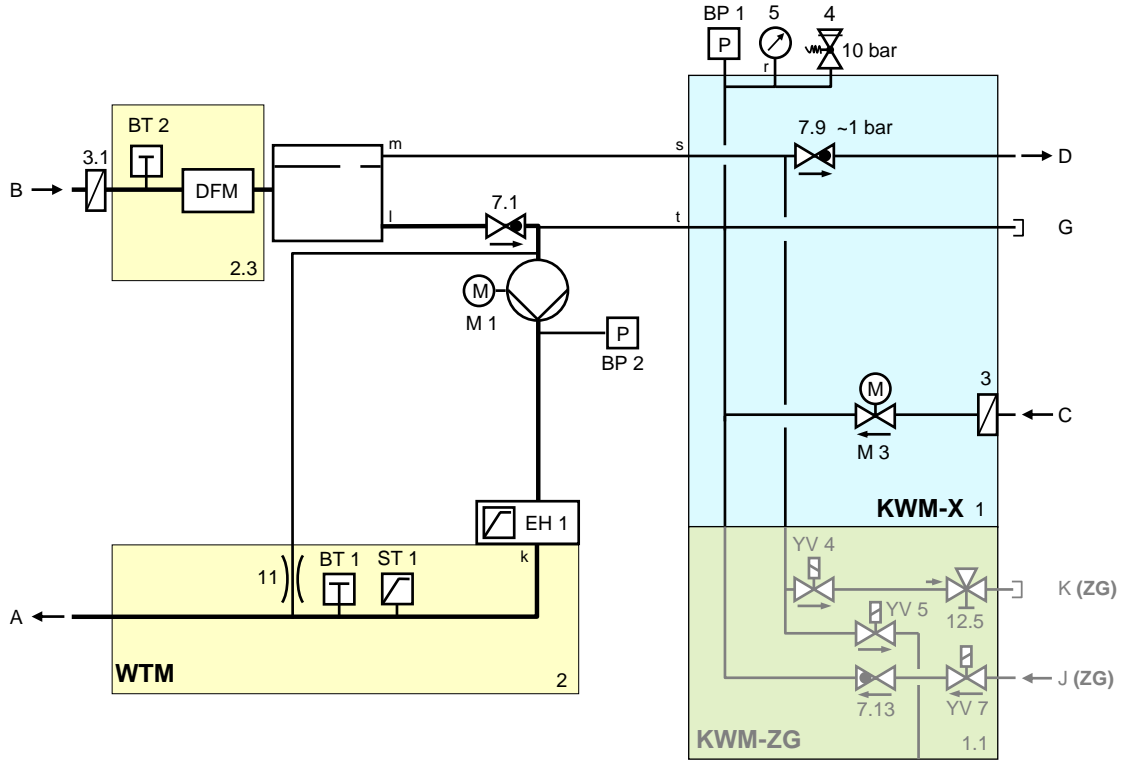 BP 1
5
4
P
10 bar
r
BT 2
3.1
m
s
7.9 ~1 bar
B
D
DFM
l
7.1
t
G
2.3
M
M 1
P
BP 2
3
M
C
M 3
KWM-X 1
EH 1
k
YV 4
BT 1
ST 1
11
K (ZG)
YV 5
12.5
A
WTM
2
J (ZG)
7.13
YV 7
KWM-ZG
1.1